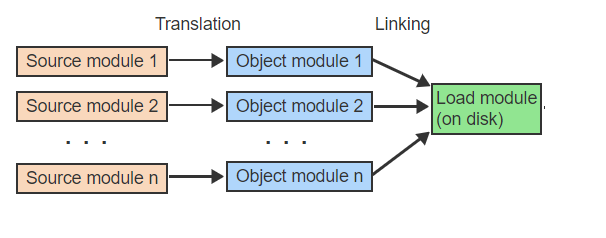 Translation Linking
Source module 1 Object module 1
Source module 2 Object module 2
Load module
(on disk)
. . . . . .
Source module n Object module n